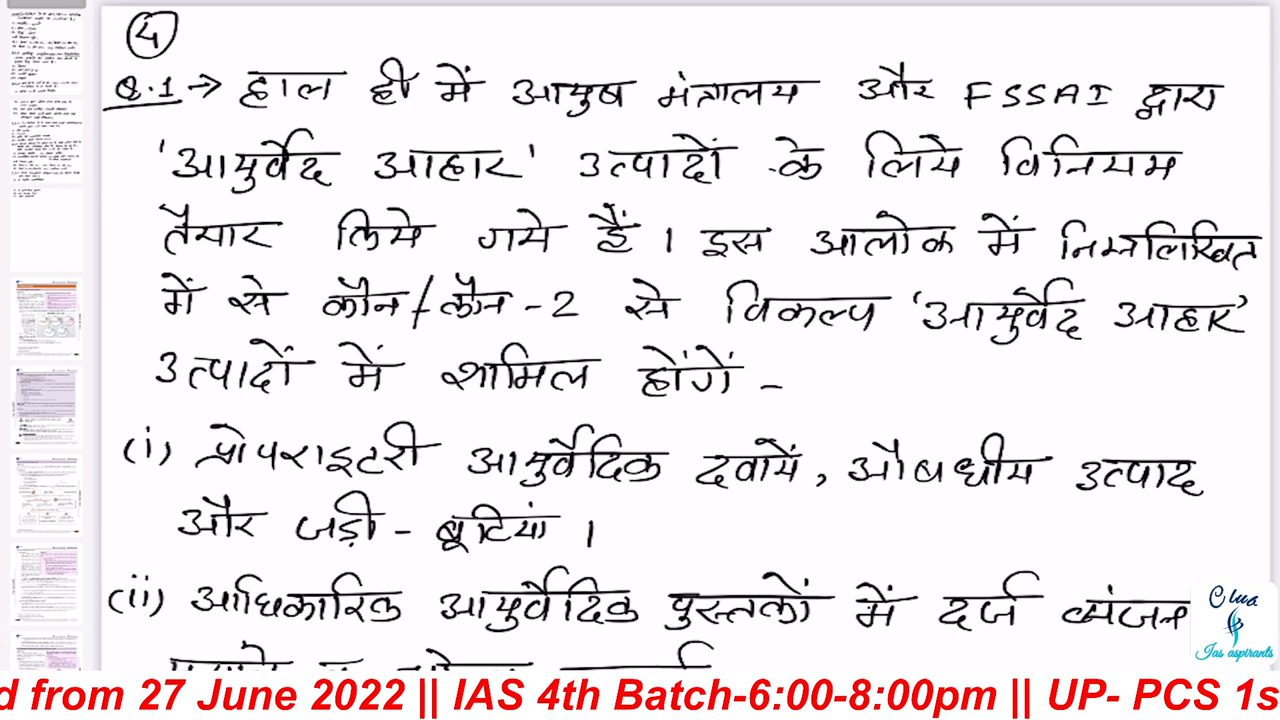 4
Q.1→ हाल ही में आयुष मंत्रालय और FSSAI द्वारा
'आयुर्वेद आहार' उत्पादों के लिये विनियम
तैयार किये गये हैं। इस आलोक में निम्नलिखित
में से कौन/कौन-2 से विकल्प 'आयुर्वेद आहार'
उत्पादों में शामिल होंगें -
(i) प्रोपराइटरी आयुर्वेदिक दवायें, औषधीय उत्पाद
और जड़ी-बूटियां।
(ii) आधिकारिक आयुर्वेदिक पुस्तकों में दर्ज व्यंजन
Ias aspirants
d from 27 June 2022 || IAS 4th Batch-6:00-8:00pm || UP- PCS 1s